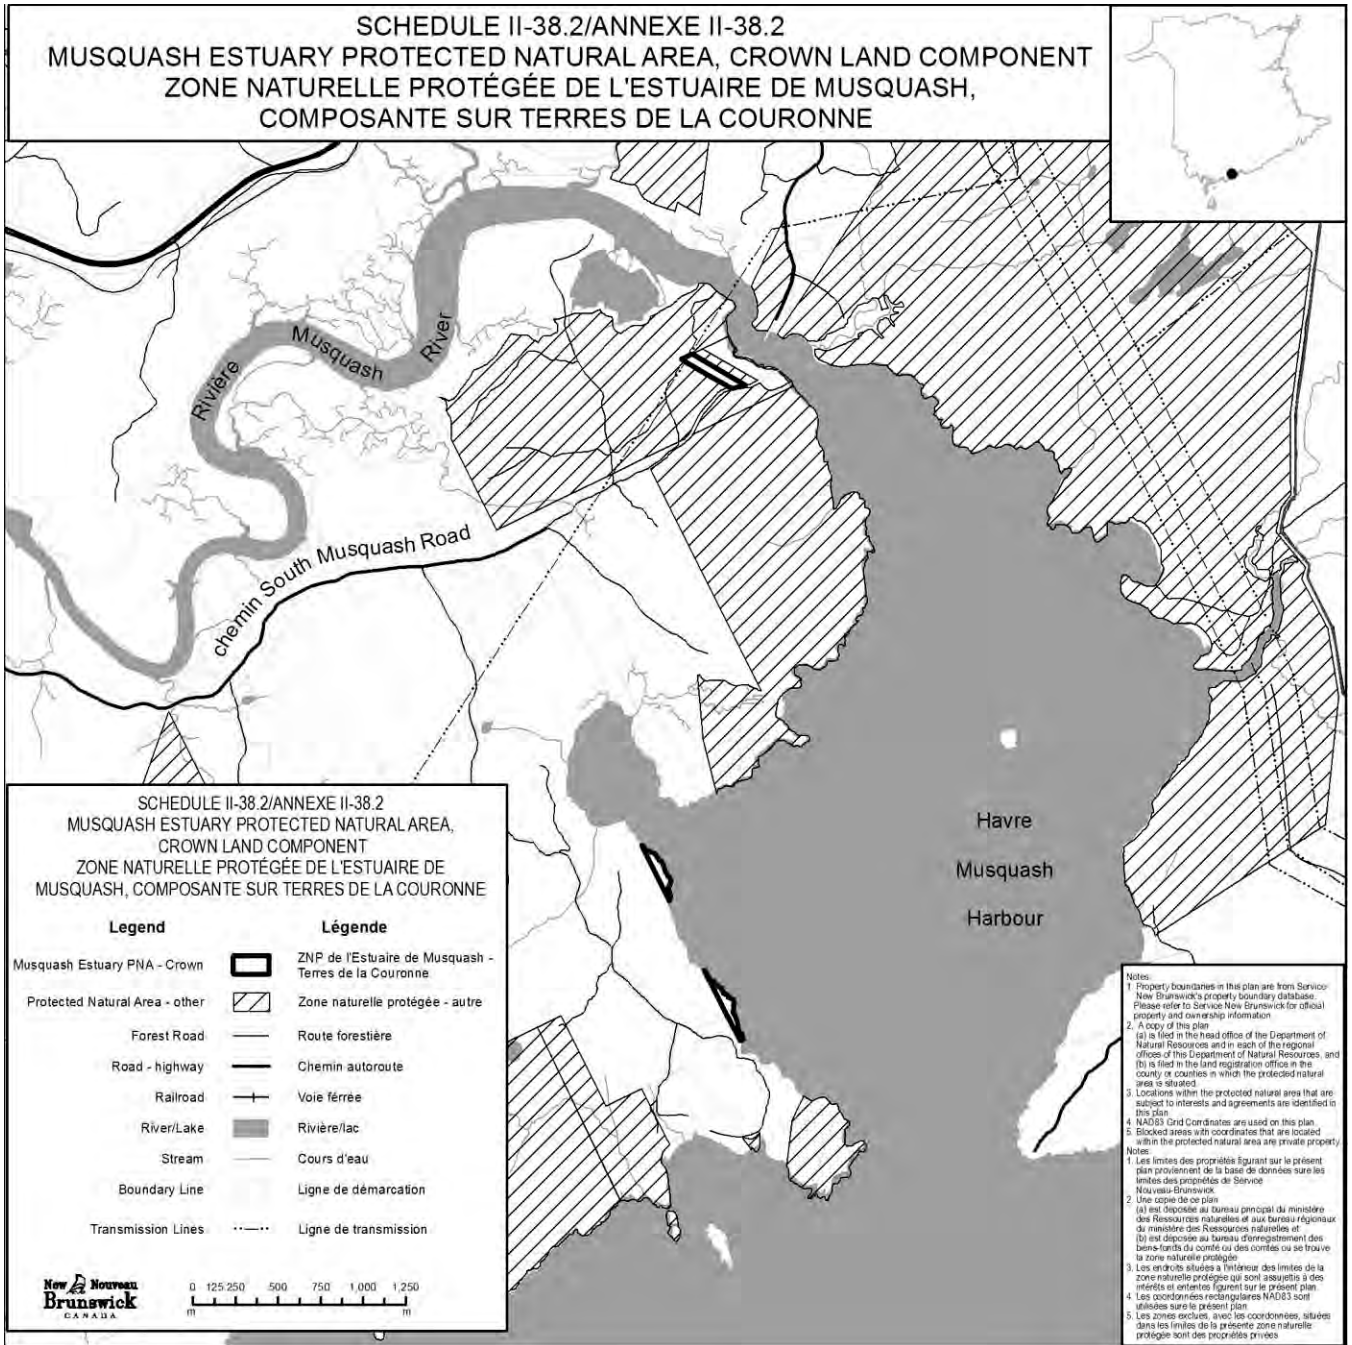 SCHEDULE II-38.2/ANNEXE II-38.2
MUSQUASH ESTUARY PROTECTED NATURAL AREA, CROWN LAND COMPONENT
ZONE NATURELLE PROTÉGÉE DE L'ESTUAIRE DE MUSQUASH,
COMPOSANTE SUR TERRES DE LA COURONNE
Rivière
Musquash
River
chemin South Musquash Road
Havre
Musquash
Harbour
SCHEDULE II-38.2/ANNEXE II-38.2
MUSQUASH ESTUARY PROTECTED NATURAL AREA,
CROWN LAND COMPONENT
ZONE NATURELLE PROTÉGÉE DE L'ESTUAIRE DE
MUSQUASH, COMPOSANTE SUR TERRES DE LA COURONNE
Legend Légende
Musquash Estuary PNA - Crown ZNP de l'Estuaire de Musquash -
Terres de la Couronne
Protected Natural Area - other Zone naturelle protégée - autre
Forest Road Route forestière
Road - highway Chemin autoroute
Railroad Voie férrée
River/Lake Rivière/lac
Stream Cours d'eau
Boundary Line Ligne de démarcation
Transmission Lines Ligne de transmission
New Nouveau
Brunswick
CANADA
0 125 250 500 750 1,000 1,250
m m
Notes:
1. Property boundaries in this plan are from Service
New Brunswick's property boundary database.
Please refer to Service New Brunswick for official
property and ownership information
2. A copy of this plan
(a) is filed in the head office of the Department of
Natural Resources and in each of the regional
offices of this Department of Natural Resources, and
(b) is filed in the land registration office in the
county or counties in which the protected natural
area is situated.
3. Locations within the protected natural area that are
subject to interests and agreements are identified in
this plan
4. NAD83 Grid Corrdinates are used on this plan.
5. Blocked areas with coordinates that are located
within the protected natural area are private property.
Notes:
1. Les limites des propriétés figurant sur le présent
plan proviennent de la base de données sure les
limites des propriétés de Service
Nouveau-Brunswick.
2. Une copie de ce plan
(a) est déposée au bureau principal du ministère
des Ressources naturelles et aux bureau régionaux
du ministère des Ressources naturelles et
(b) est déposée au bureau d'enregistrement des
biens-fonds du comté ou des comtés ou se trouve
la zone naturelle protégée
3. Les endroits situées a l'intérieur des limites de la
zone naturelle protégée qui sont assujettis à des
intérêts et ententes figurent sur le présent plan.
4. Les coordonnées rectangulaires NAD83 sont
utilisées sure le présent plan
5. Les zones exclues, avec les coordonnées, situées
dans les limites de la présente zone naturelle
protégée sont des propriétés privées